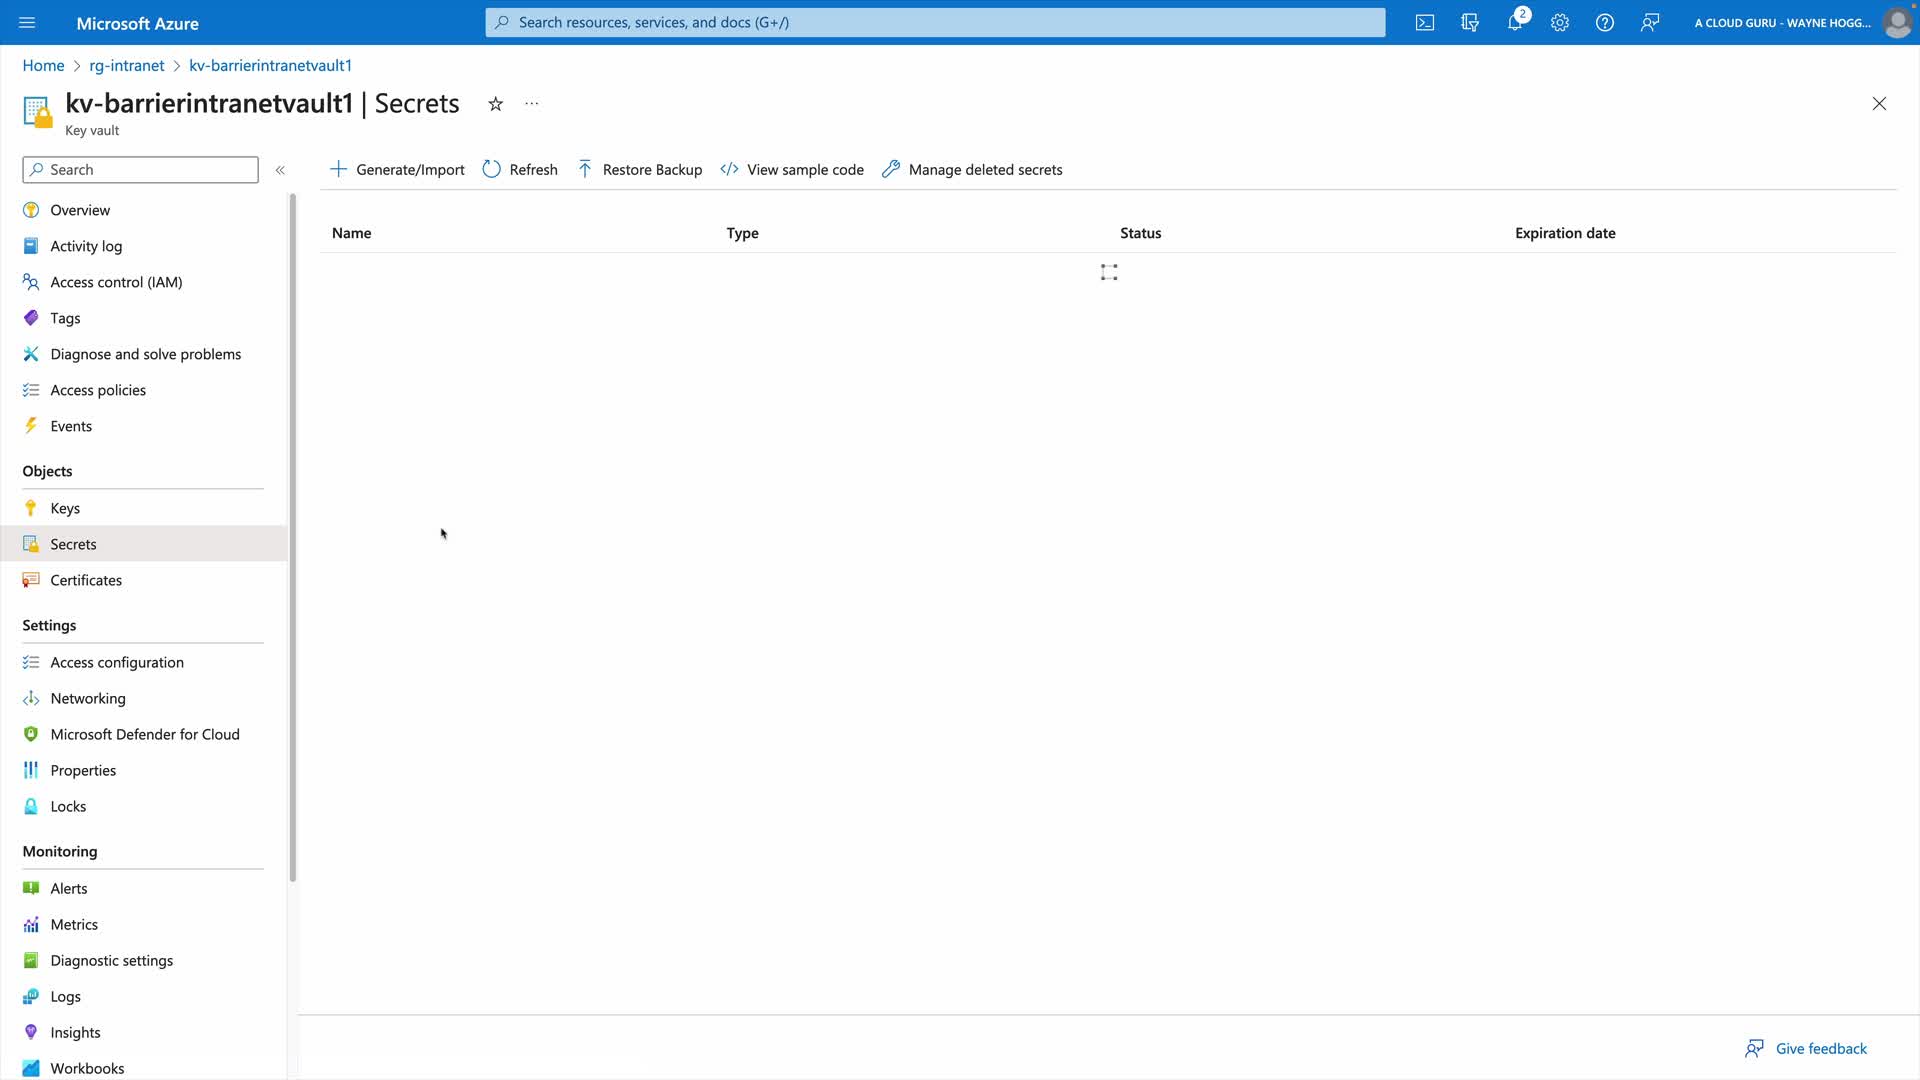 Microsoft Azure
Search resources, services, and docs (G+/)
2
A CLOUD GURU - WAYNE HOGG...
Home > rg-intranet > kv-barrierintranetvault1
kv-barrierintranetvault1 | Secrets
...
Key vault
Search
«
Generate/Import
Refresh
Restore Backup
View sample code
Manage deleted secrets
Name
Type
Status
Expiration date
Overview
Activity log
Access control (IAM)
Tags
Diagnose and solve problems
Access policies
Events
Objects
Keys
Secrets
Certificates
Settings
Access configuration
Networking
Microsoft Defender for Cloud
Properties
Locks
Monitoring
Alerts
Metrics
Diagnostic settings
Logs
Insights
Workbooks
Give feedback